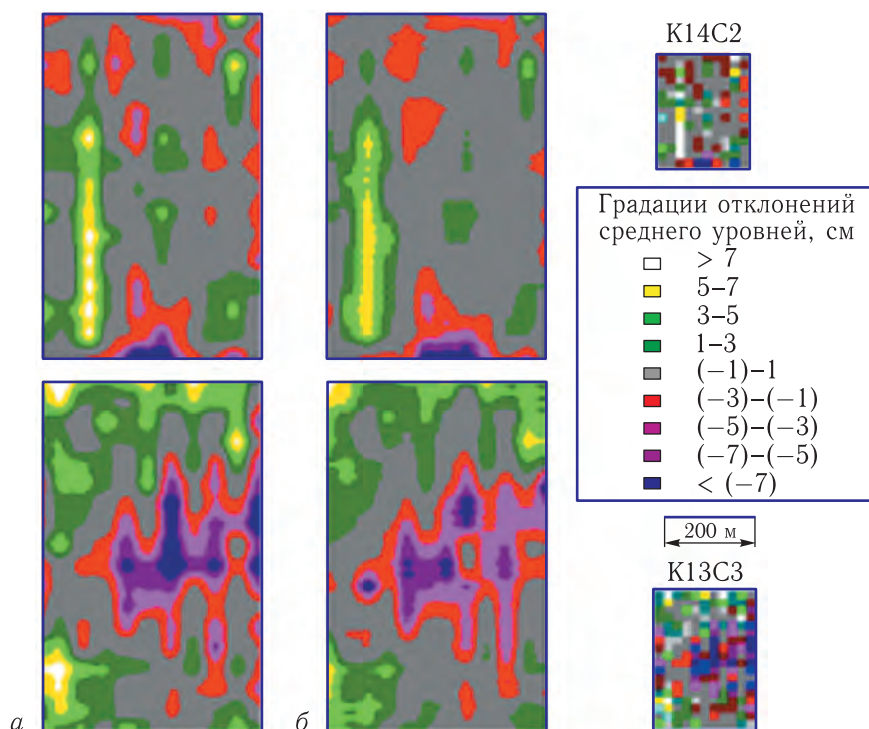 К14С2
Градации отклонений
среднего уровней, см
> 7
5–7
3–5
1–3
(−1)–1
(−3)–(−1)
(−5)–(−3)
(−7)–(−5)
< (−7)
200 м
К13С3
а
б